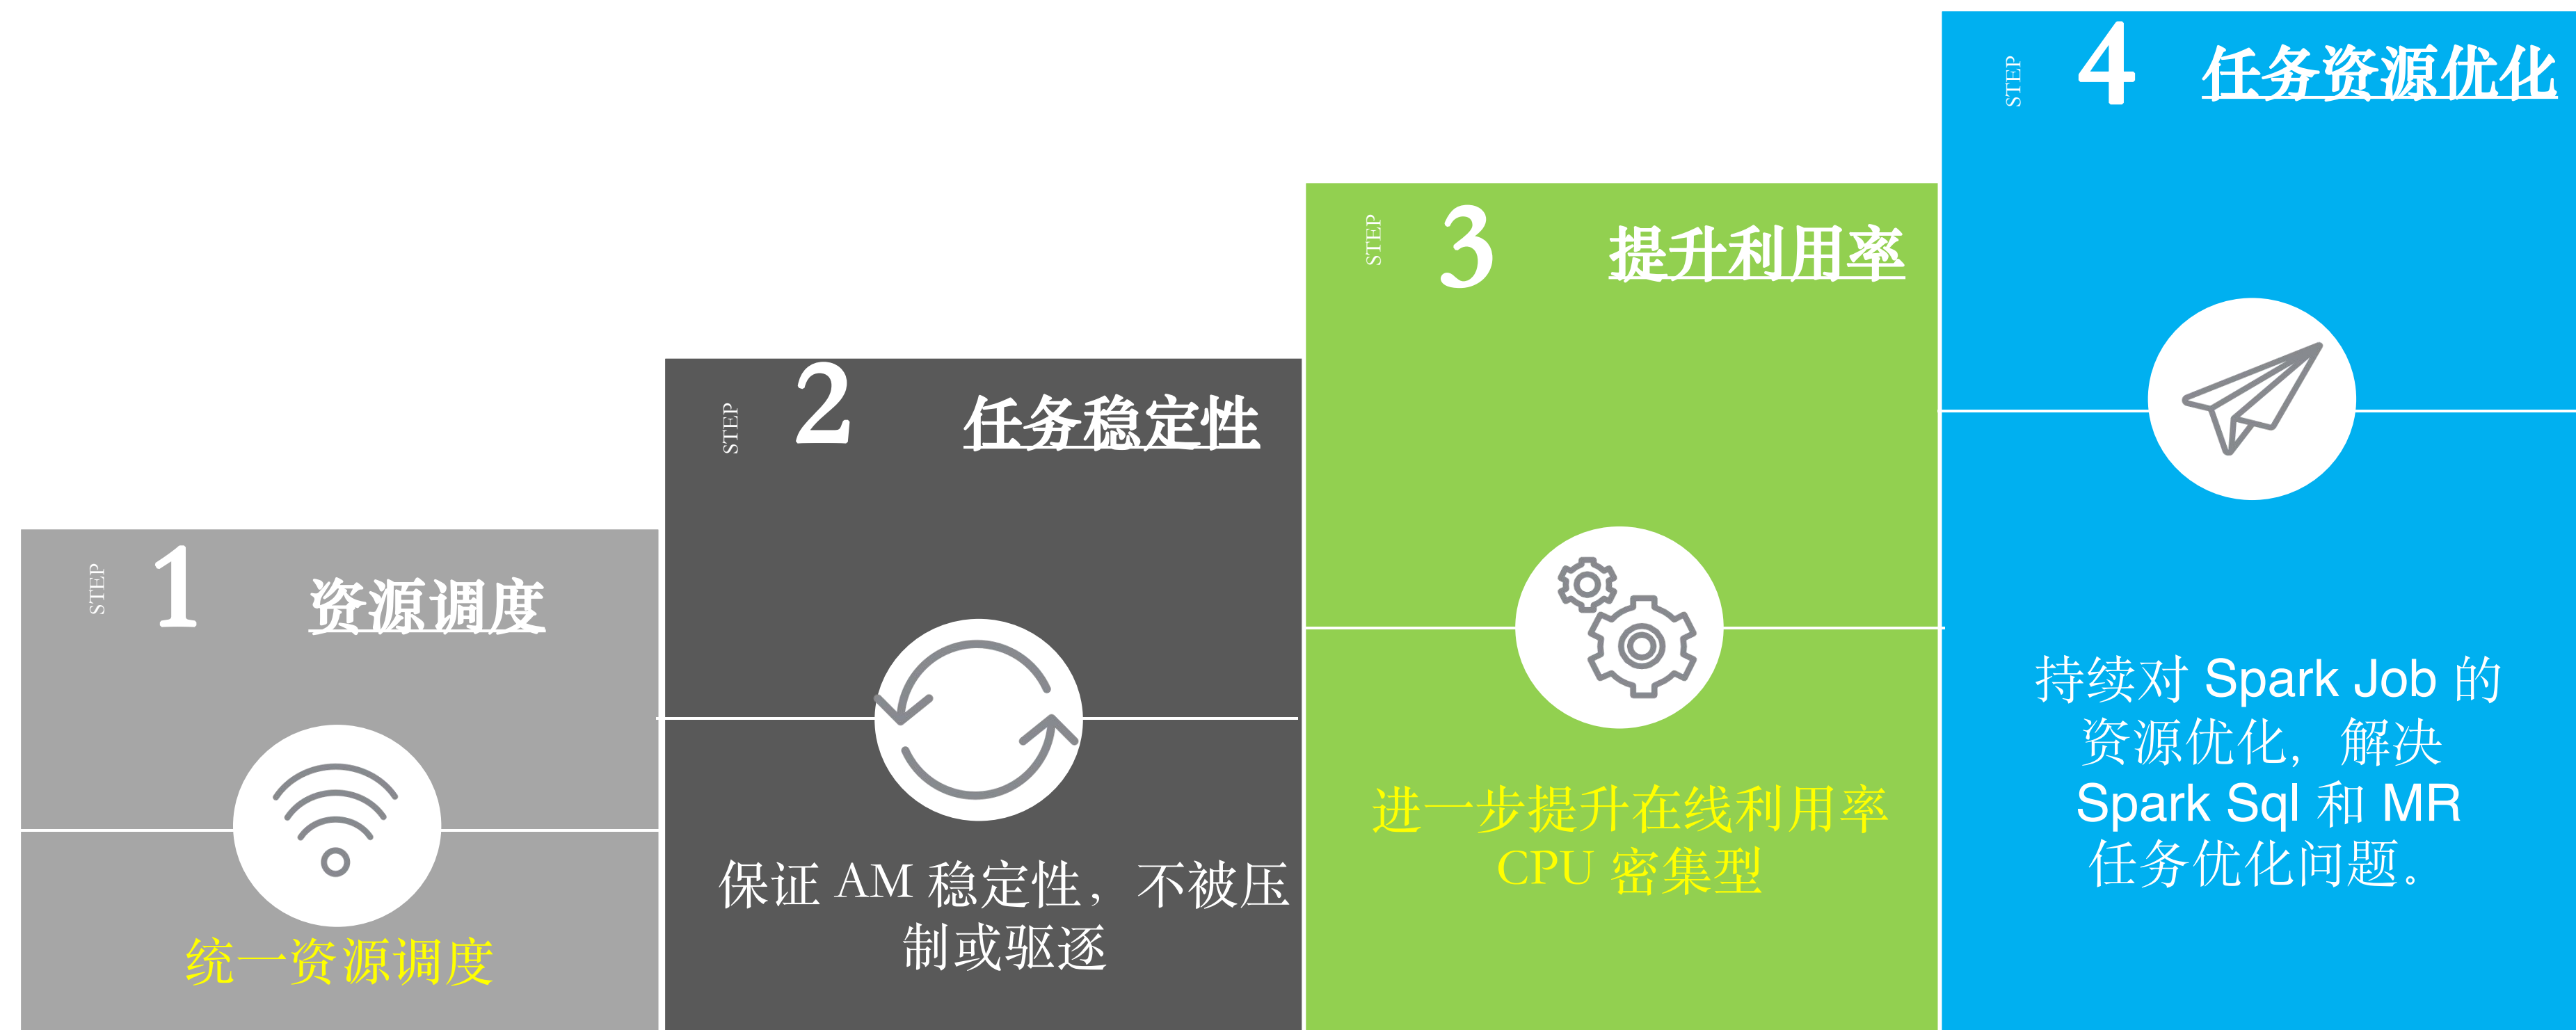 STEP
1
资源调度
统一资源调度
STEP
2
任务稳定性
保证 AM 稳定性，不被压
制或驱逐
STEP
3
提升利用率
进一步提升在线利用率
CPU 密集型
STEP
4
任务资源优化
持续对 Spark Job 的
资源优化，解决
Spark Sql 和 MR
任务优化问题。